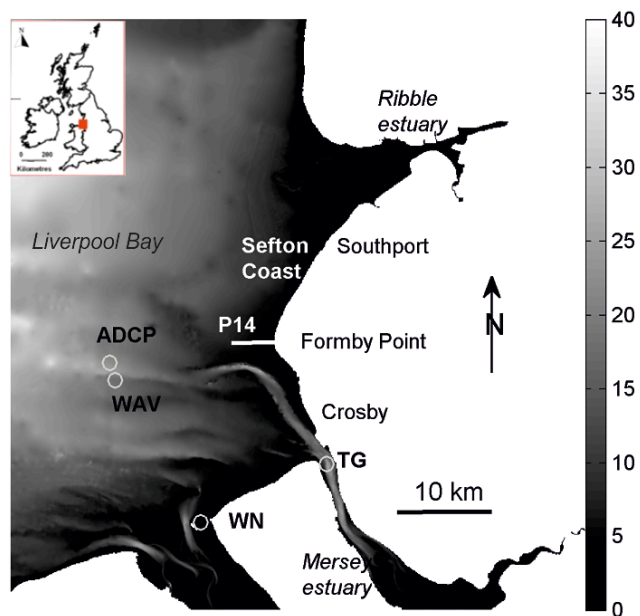 N
0 200
Kilometres
Ribble
estuary
Liverpool Bay
Sefton
Coast
Southport
P14
Formby Point
N
ADCP
WAV
Crosby
TG
10 km
WN
Mersey
estuary
40
35
30
25
20
15
10
5
0